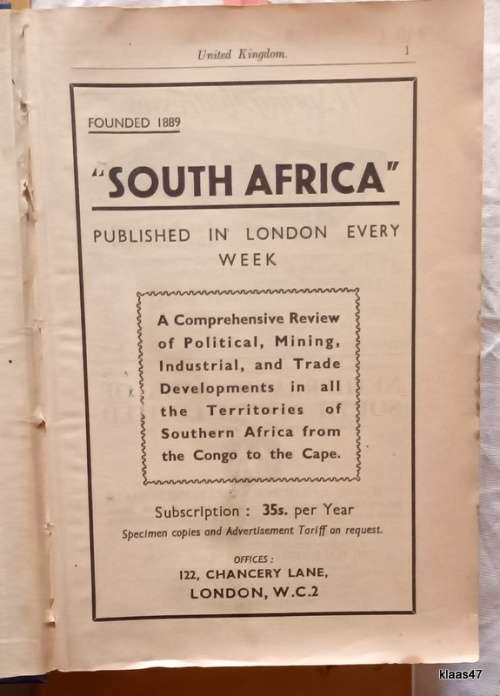 United Kingdom.
1
FOUNDED 1889
"SOUTH AFRICA"
PUBLISHED IN LONDON EVERY
WEEK
A Comprehensive Review
of Political, Mining,
Industrial, and Trade
Developments in all
the Territories of
Southern Africa from
the Congo to the Cape.
Subscription : 35s. per Year
Specimen copies and Advertisement Tariff on request.
OFFICES :
122, CHANCERY LANE,
LONDON, W.C.2
klaas47